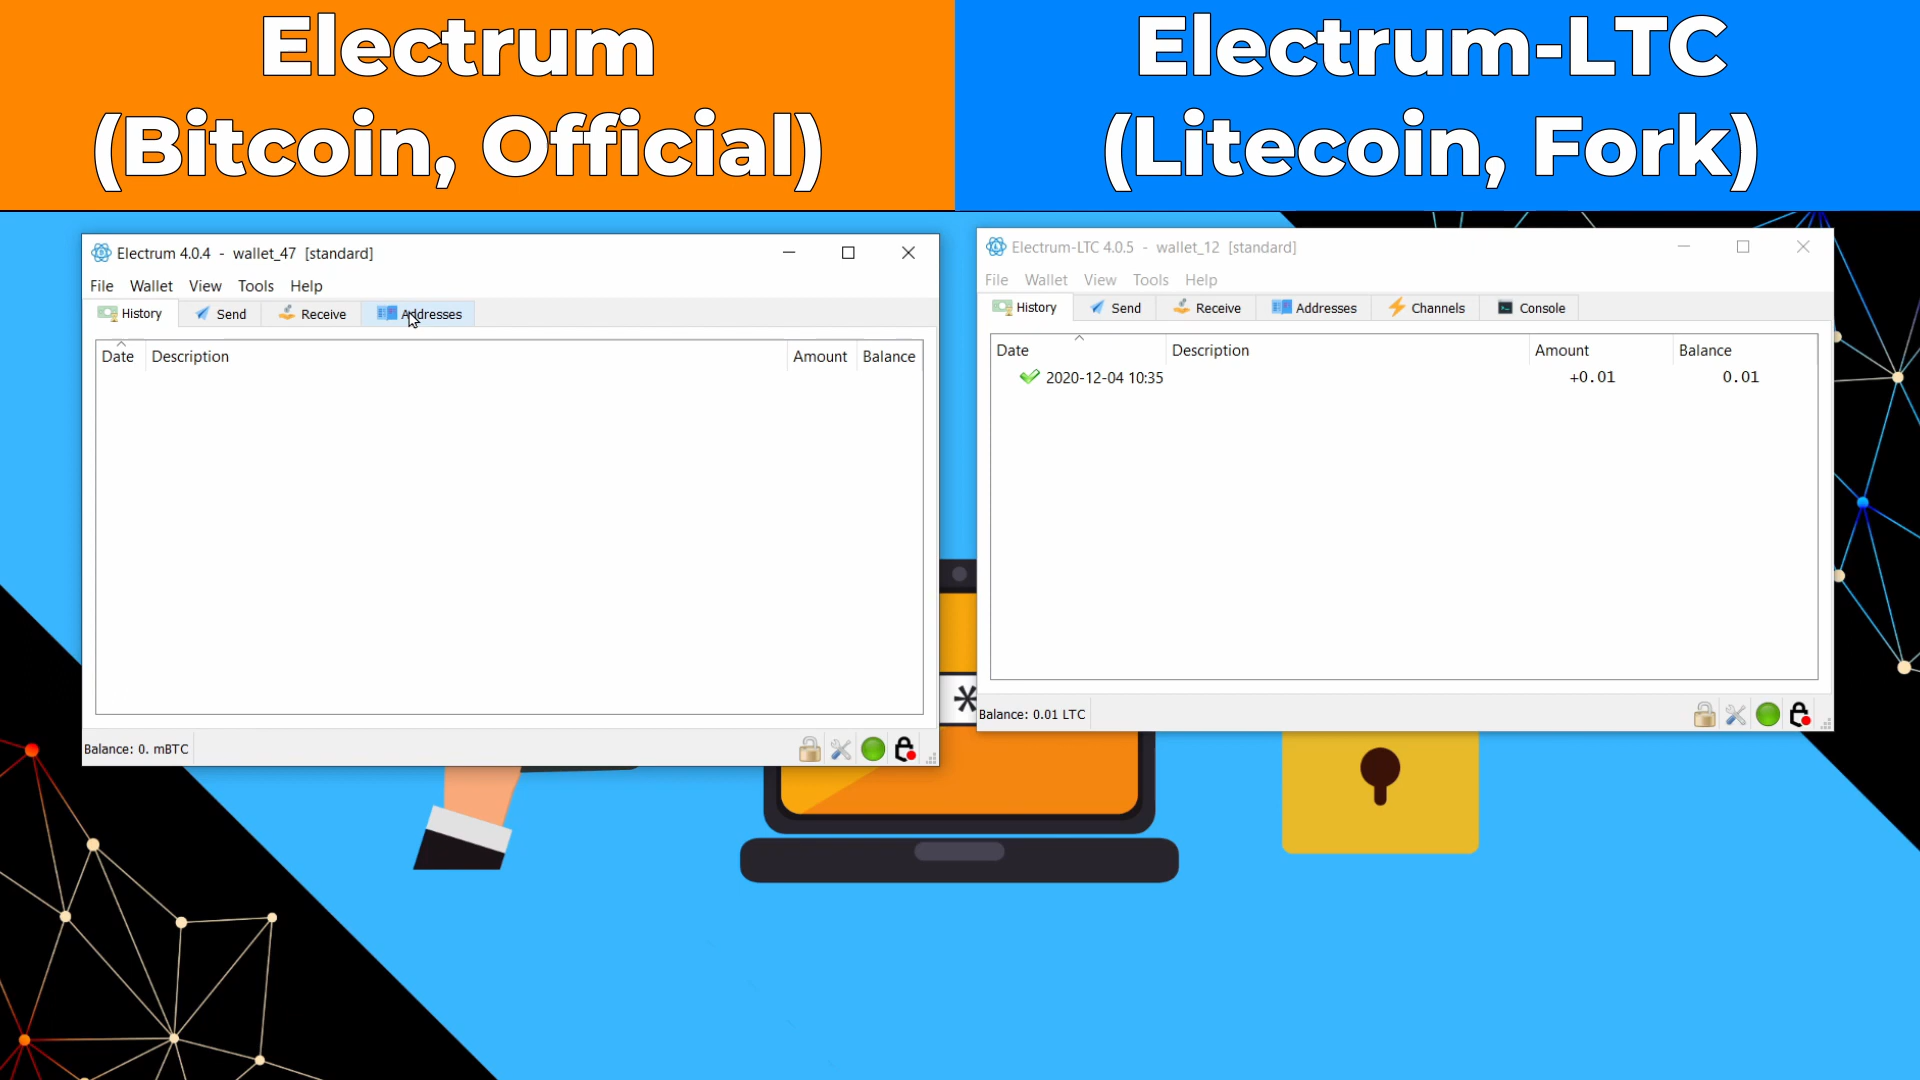 Electrum
(Bitcoin, Official)
Electrum-LTC
(Litecoin, Fork)
Electrum 4.0.4 - wallet_47 [standard]
File Wallet View Tools Help
History Send Receive Addresses
Date Description Amount Balance
Balance: 0. mBTC
Electrum-LTC 4.0.5 - wallet_12 [standard]
File Wallet View Tools Help
History Send Receive Addresses Channels Console
Date Description Amount Balance
2020-12-04 10:35 +0.01 0.01
Balance: 0.01 LTC
*